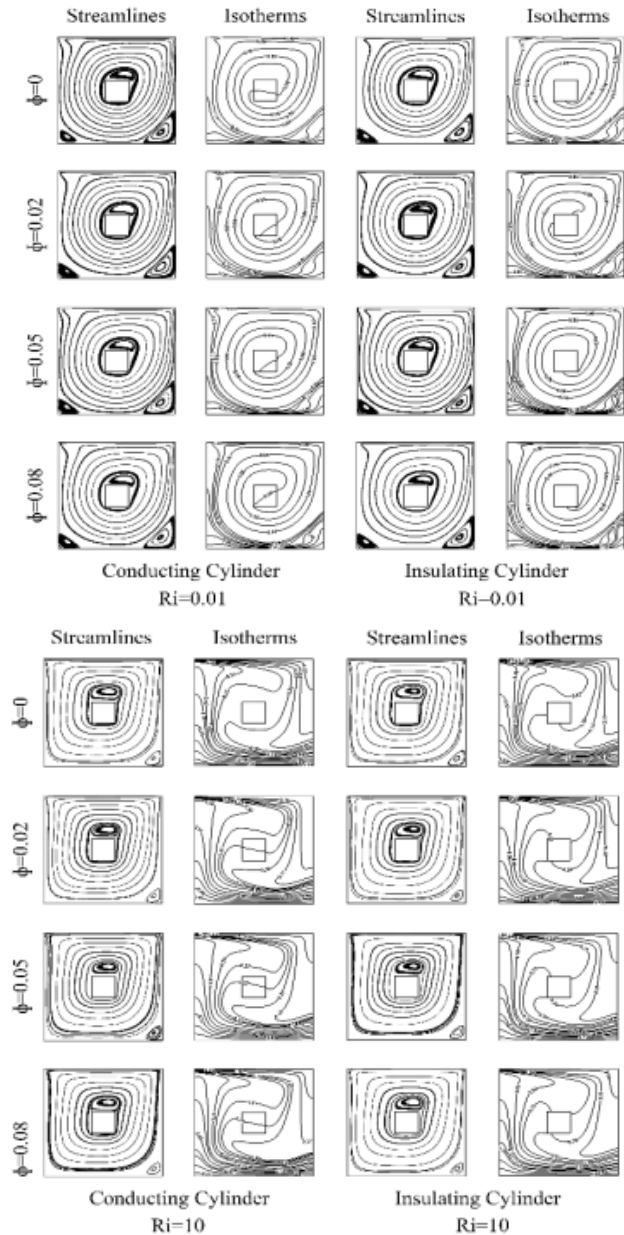 Streamlines Isotherms Streamlines Isotherms
ϕ=0
ϕ=0.02
ϕ=0.05
ϕ=0.08
Conducting Cylinder Insulating Cylinder
Ri=0.01 Ri=0.01
Streamlines Isotherms Streamlines Isotherms
ϕ=0
ϕ=0.02
ϕ=0.05
ϕ=0.08
Conducting Cylinder Insulating Cylinder
Ri=10 Ri=10